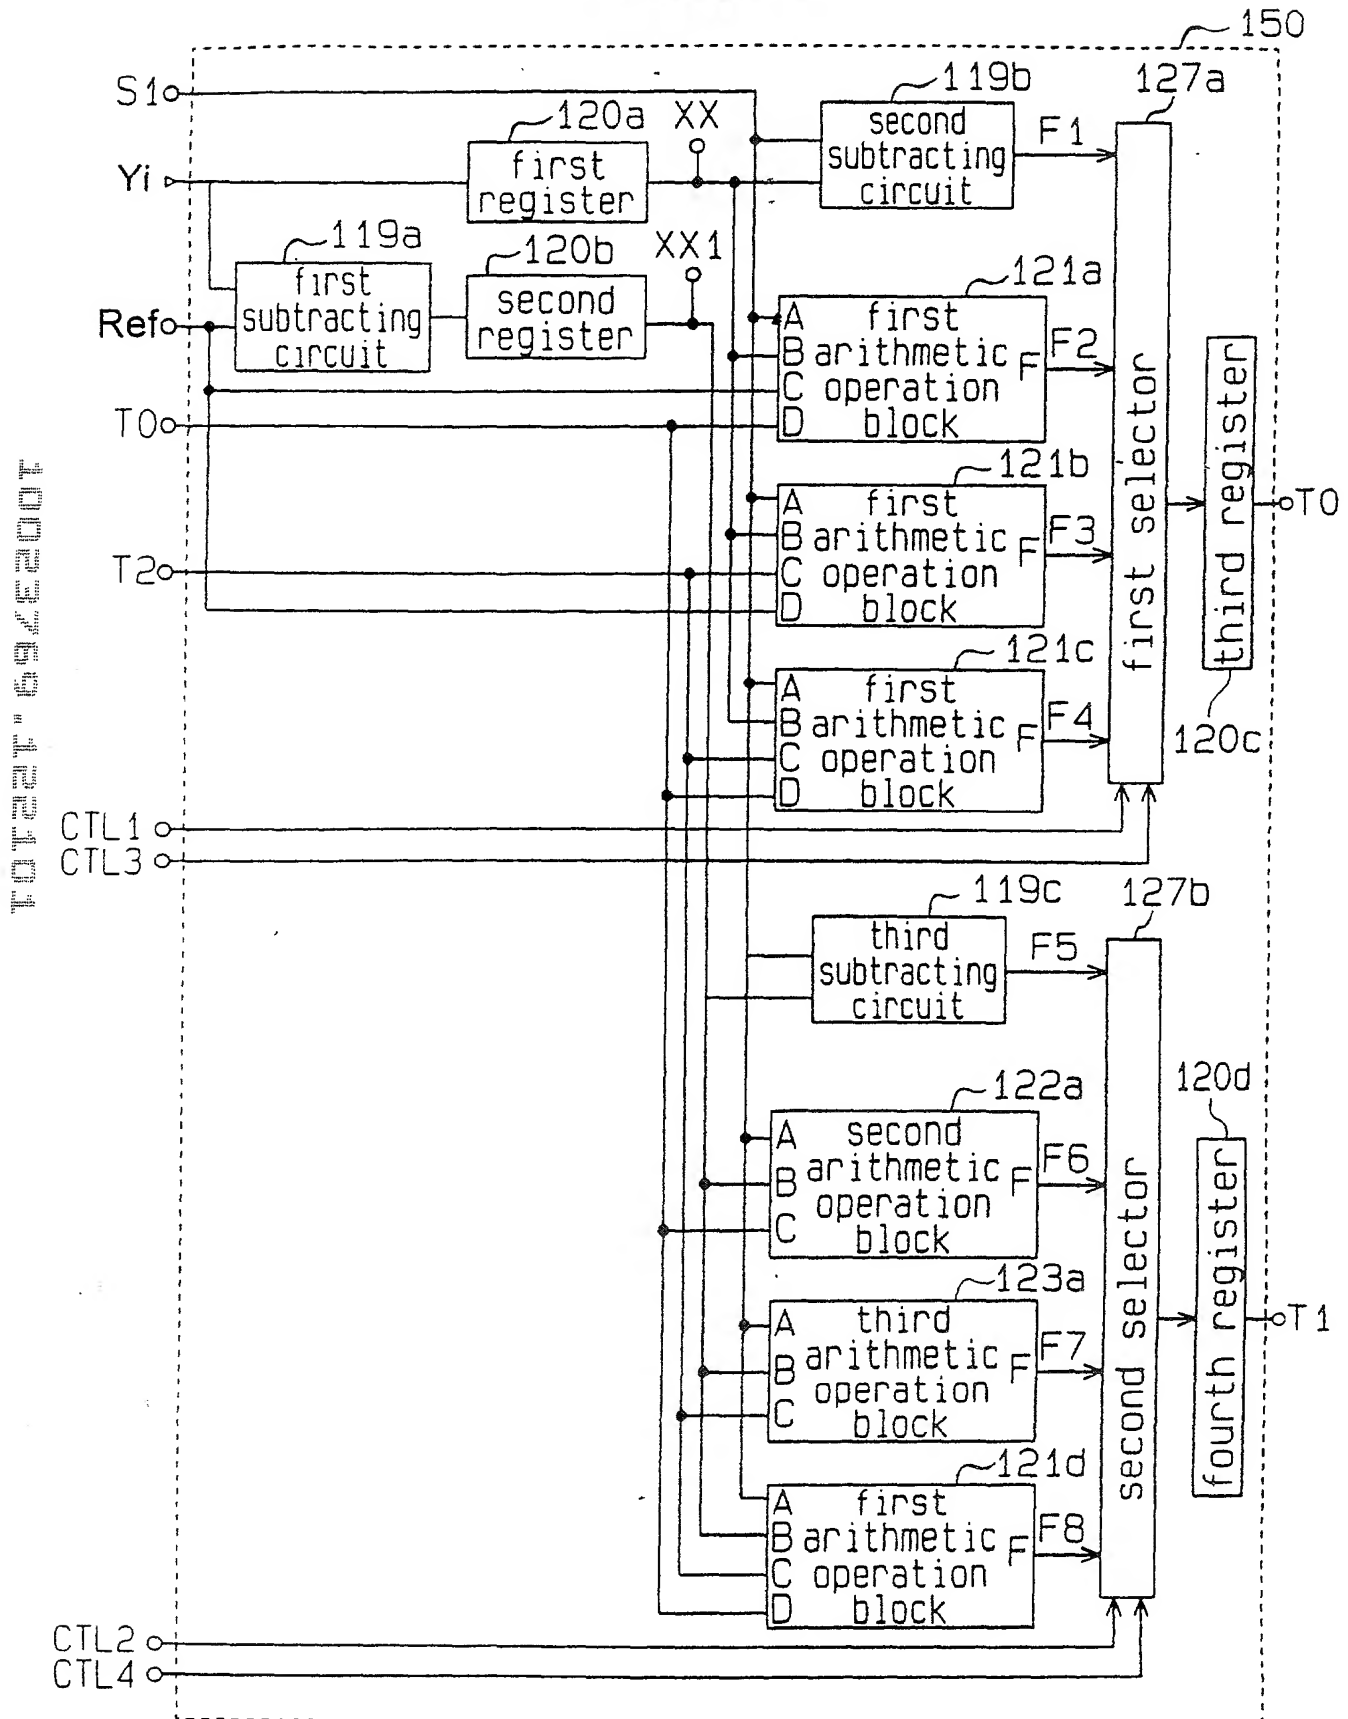 150
S1
119b
127a
120a
XX
second
subtracting
circuit
F1
Yi
first
register
119a
120b
XX1
first
subtracting
circuit
second
register
121a
Ref
A
B
C
D
first
arithmetic
operation
block
F
F2
T0
first selector
third register
T0
121b
A
B
C
D
first
arithmetic
operation
block
F
F3
T2
121c
A
B
C
D
first
arithmetic
operation
block
F
F4
120c
CTL1
CTL3
119c
127b
third
subtracting
circuit
F5
122a
120d
A
B
C
second
arithmetic
operation
block
F
F6
second selector
fourth register
T1
123a
A
B
C
third
arithmetic
operation
block
F
F7
121d
A
B
C
D
first
arithmetic
operation
block
F
F8
CTL2
CTL4